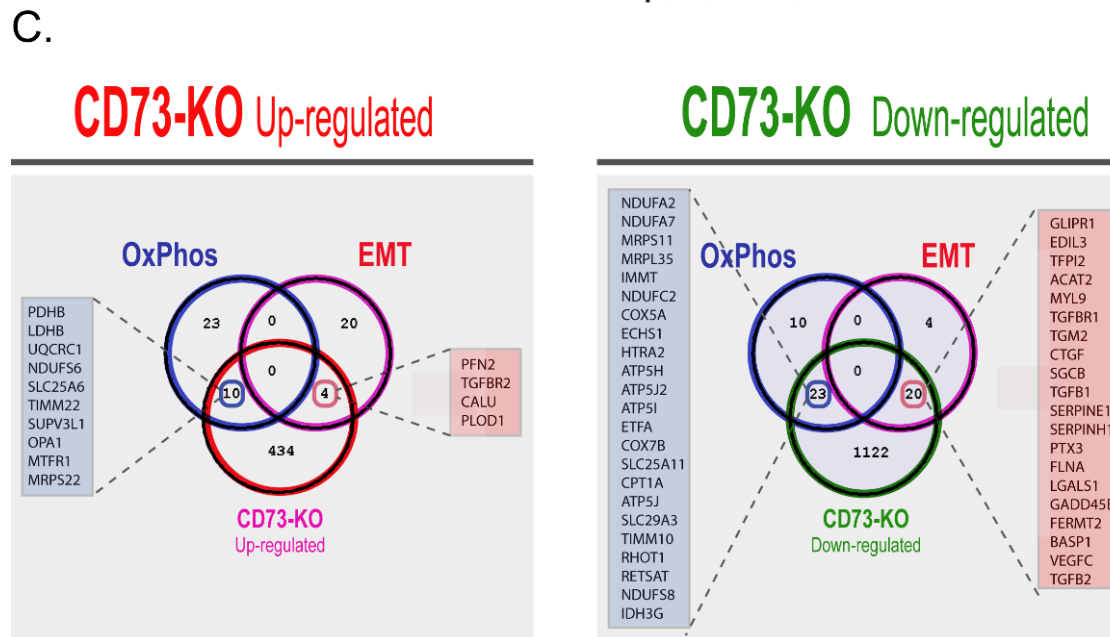 C.
CD73-KO Up-regulated
OxPhos
EMT
23
0
20
0
10
4
434
PDHB
LDHB
UQCRC1
NDUFS6
SLC25A6
TIMM22
SUPV3L1
OPA1
MTFR1
MRPS22
PFN2
TGFBR2
CALU
PLOD1
CD73-KO
Up-regulated
CD73-KO Down-regulated
NDUFA2
NDUFA7
MRPS11
MRPL35
IMMT
NDUFC2
COX5A
ECHS1
HTRA2
ATP5H
ATP5J2
ATP5I
ETFA
COX7B
SLC25A11
CPT1A
ATP5J
SLC29A3
TIMM10
RHOT1
RETSAT
NDUFS8
IDH3G
OxPhos
EMT
10
0
4
0
23
20
1122
CD73-KO
Down-regulated
GLIPR1
EDIL3
TFPI2
ACAT2
MYL9
TGFBR1
TGM2
CTGF
SGCB
TGFB1
SERPINE1
SERPINH1
PTX3
FLNA
LGALS1
GADD45B
FERMT2
BASP1
VEGFC
TGFB2